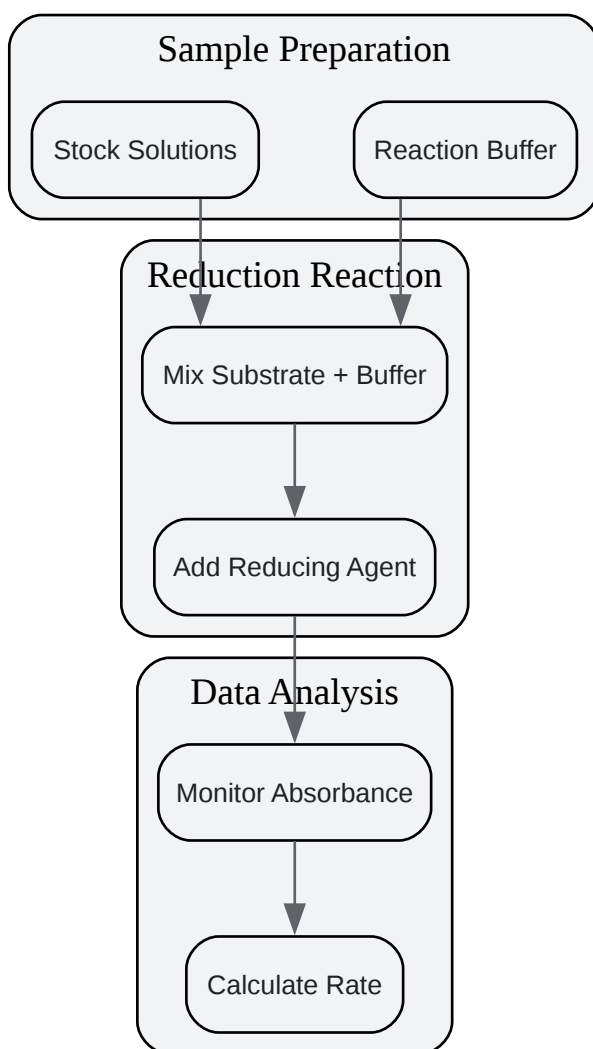 Sample Preparation
Stock Solutions
Reaction Buffer
Reduction Reaction
Mix Substrate + Buffer
Add Reducing Agent
Data Analysis
Monitor Absorbance
Calculate Rate